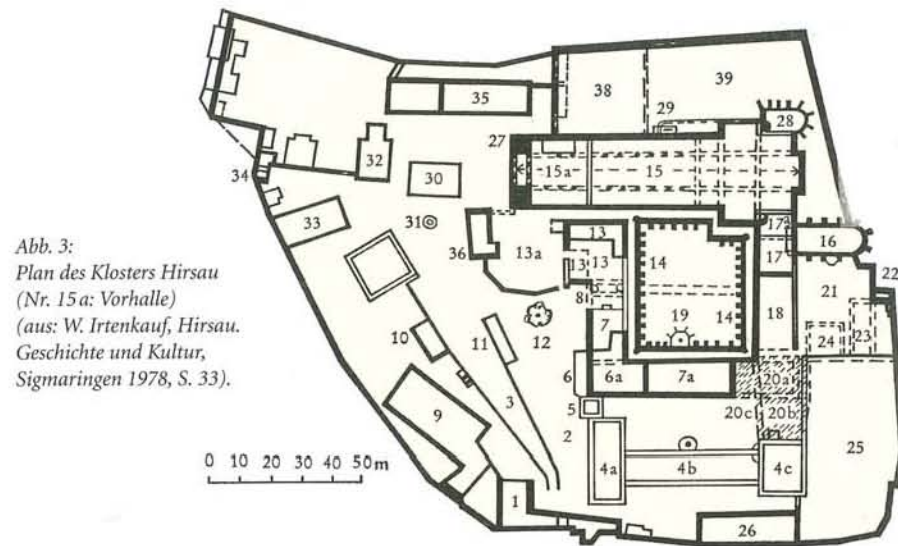 Abb. 3:
Plan des Klosters Hirsau
(Nr. 15 a: Vorhalle)
(aus: W. Irtenkauf, Hirsau.
Geschichte und Kultur,
Sigmaringen 1978, S. 33).
38
39
35
29
28
27
32
30
15a
15
34
33
31
36
13a
13
13
13
14
17
17
16
22
8
21
10
11
12
7
19
14
18
24
23
6
6a
7a
20a
9
3
5
2
20c
20b
25
4a
4b
4c
1
26
0 10 20 30 40 50 m